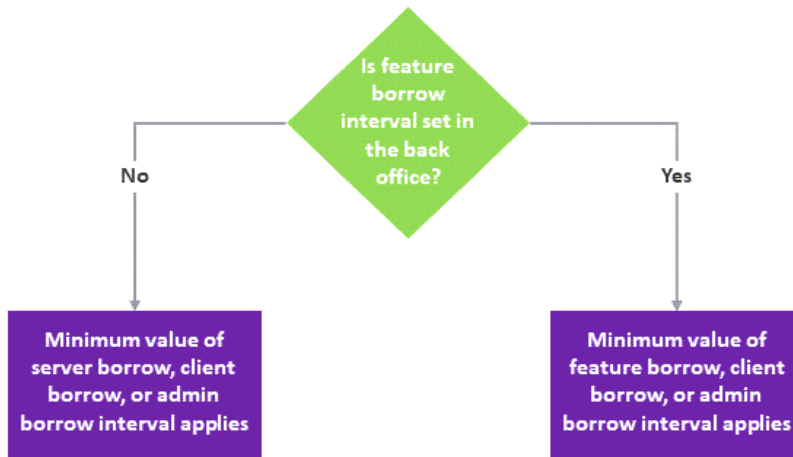 Is feature
borrow
interval set in
the back
office?
No
Yes
Minimum value of
server borrow, client
borrow, or admin
borrow interval applies
Minimum value of
feature borrow, client
borrow, or admin
borrow interval applies